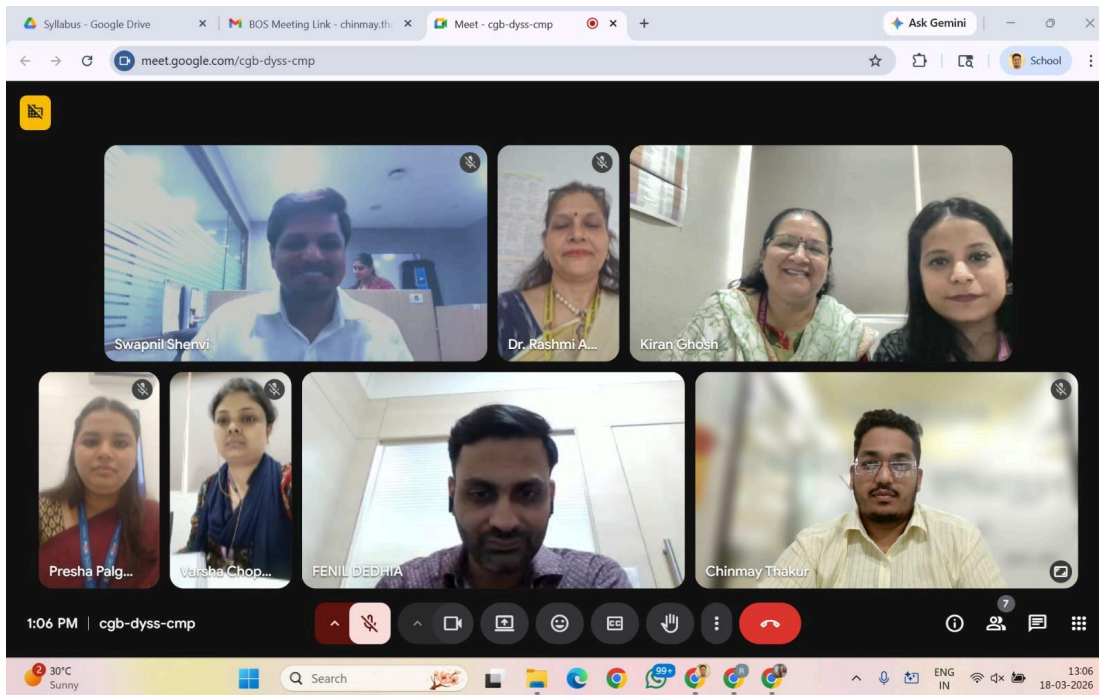 Syllabus - Google Drive
BOS Meeting Link - chinmay.th
Meet - cgb-dyss-cmp
Ask Gemini
meet.google.com/cgb-dyss-cmp
School
Swapnil Shenvi
Dr. Rashmi A...
Kiran Ghosh
Presha Palg...
Varsha Chop...
FENIL DEDHIA
Chinmay Thakur
1:06 PM | cgb-dyss-cmp
CC
7
2
30°C
Sunny
Search
99+
R
ENG
IN
13:06
18-03-2026